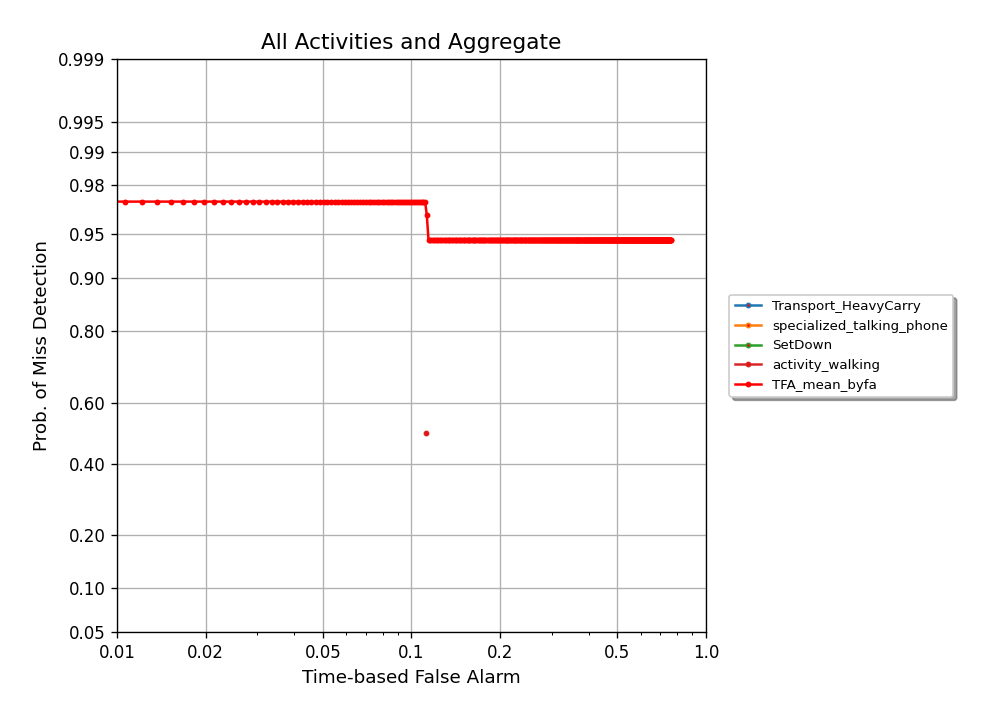 All Activities and Aggregate
0.999
0.995
0.99
0.98
0.95
0.90
0.80
0.60
0.40
0.20
0.10
0.05
Prob. of Miss Detection
0.01 0.02 0.05 0.1 0.2 0.5 1.0
Time-based False Alarm
Transport_HeavyCarry
specialized_talking_phone
SetDown
activity_walking
TFA_mean_byfa